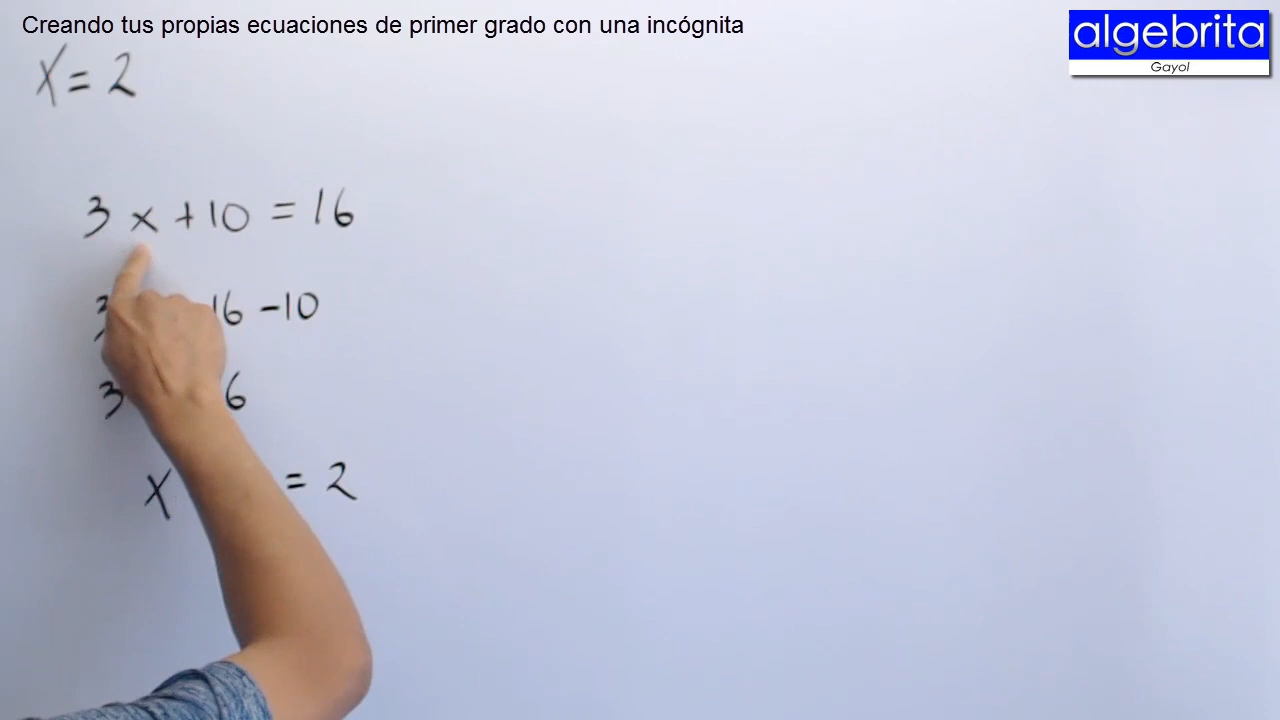 Creando tus propias ecuaciones de primer grado con una incógnita
algebrita
Gayol
X = 2
3 x + 10 = 16
3 16 - 10
3 6
x = 2